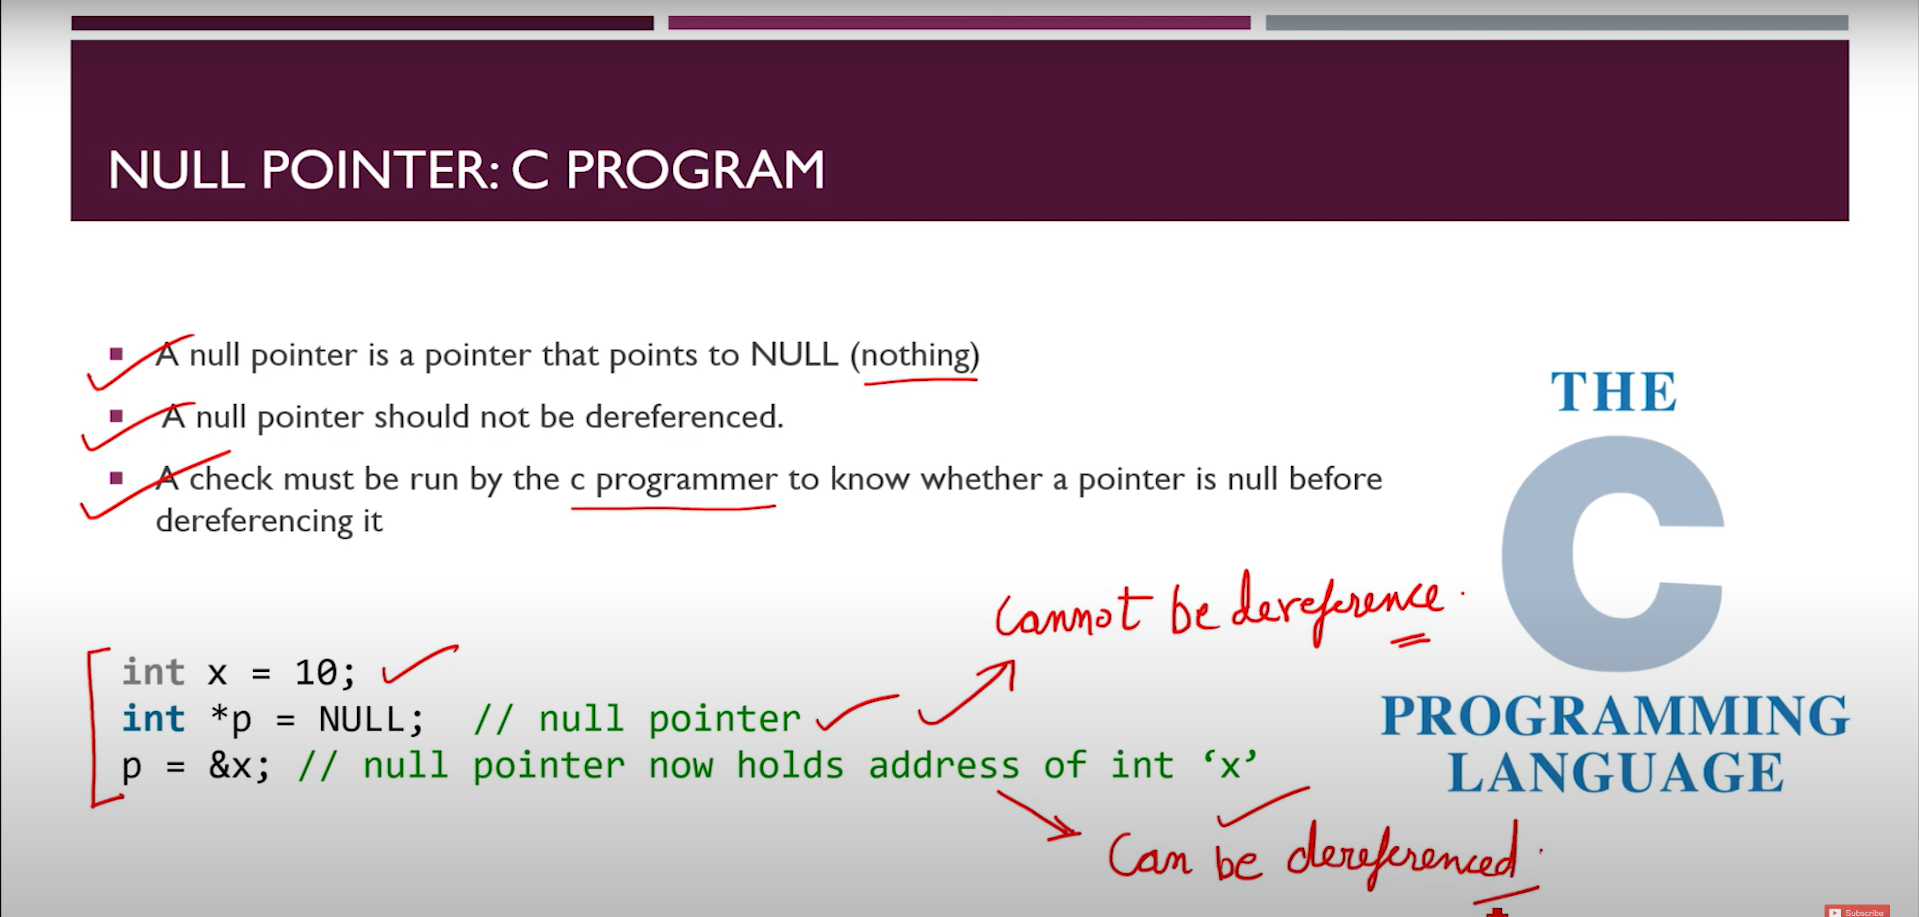 NULL POINTER: C PROGRAM
A null pointer is a pointer that points to NULL (nothing)
A null pointer should not be dereferenced.
A check must be run by the c programmer to know whether a pointer is null before
dereferencing it
THE
C
PROGRAMMING
LANGUAGE
cannot be dereference.
int x = 10;
int *p = NULL; // null pointer
p = &x; // null pointer now holds address of int ‘x’
Can be dereferenced.
Subscribe